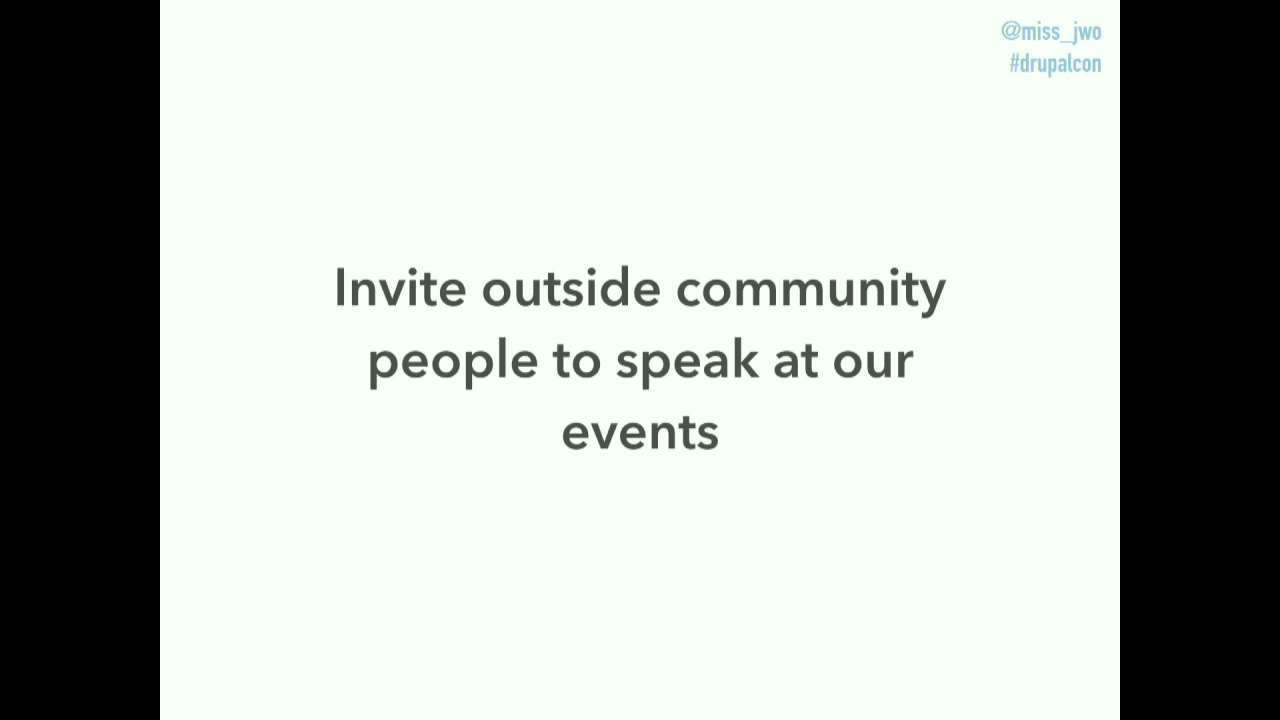 @miss_jwo
#drupalcon
Invite outside community
people to speak at our
events